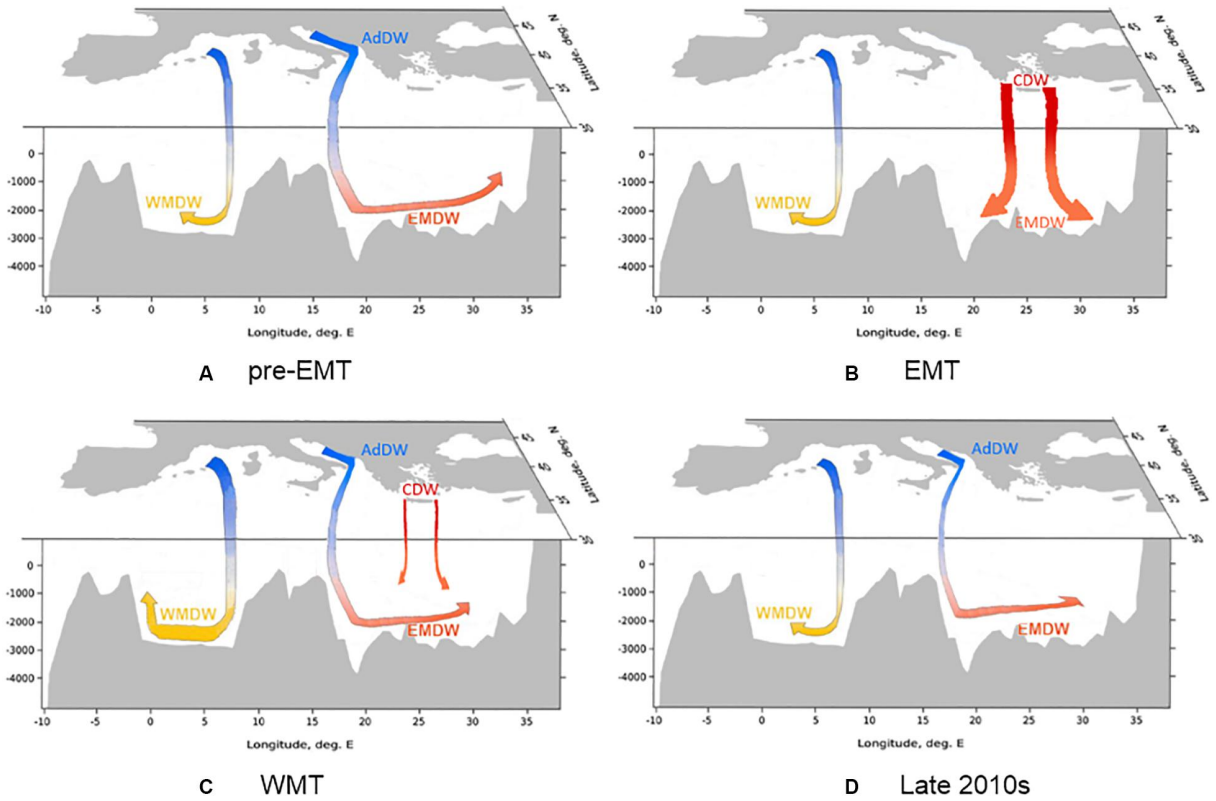 AdDW
Latitude, deg. N
WMDW
EMDW
0
-1000
-2000
-3000
-4000
-10 -5 0 5 10 15 20 25 30 35
Longitude, deg. E
A pre-EMT
CDW
Latitude, deg. N
WMDW
EMDW
0
-1000
-2000
-3000
-4000
-10 -5 0 5 10 15 20 25 30 35
Longitude, deg. E
B EMT
AdDW
CDW
Latitude, deg. N
WMDW
EMDW
0
-1000
-2000
-3000
-4000
-10 -5 0 5 10 15 20 25 30 35
Longitude, deg. E
C WMT
AdDW
Latitude, deg. N
WMDW
EMDW
0
-1000
-2000
-3000
-4000
-10 -5 0 5 10 15 20 25 30 35
Longitude, deg. E
D Late 2010s